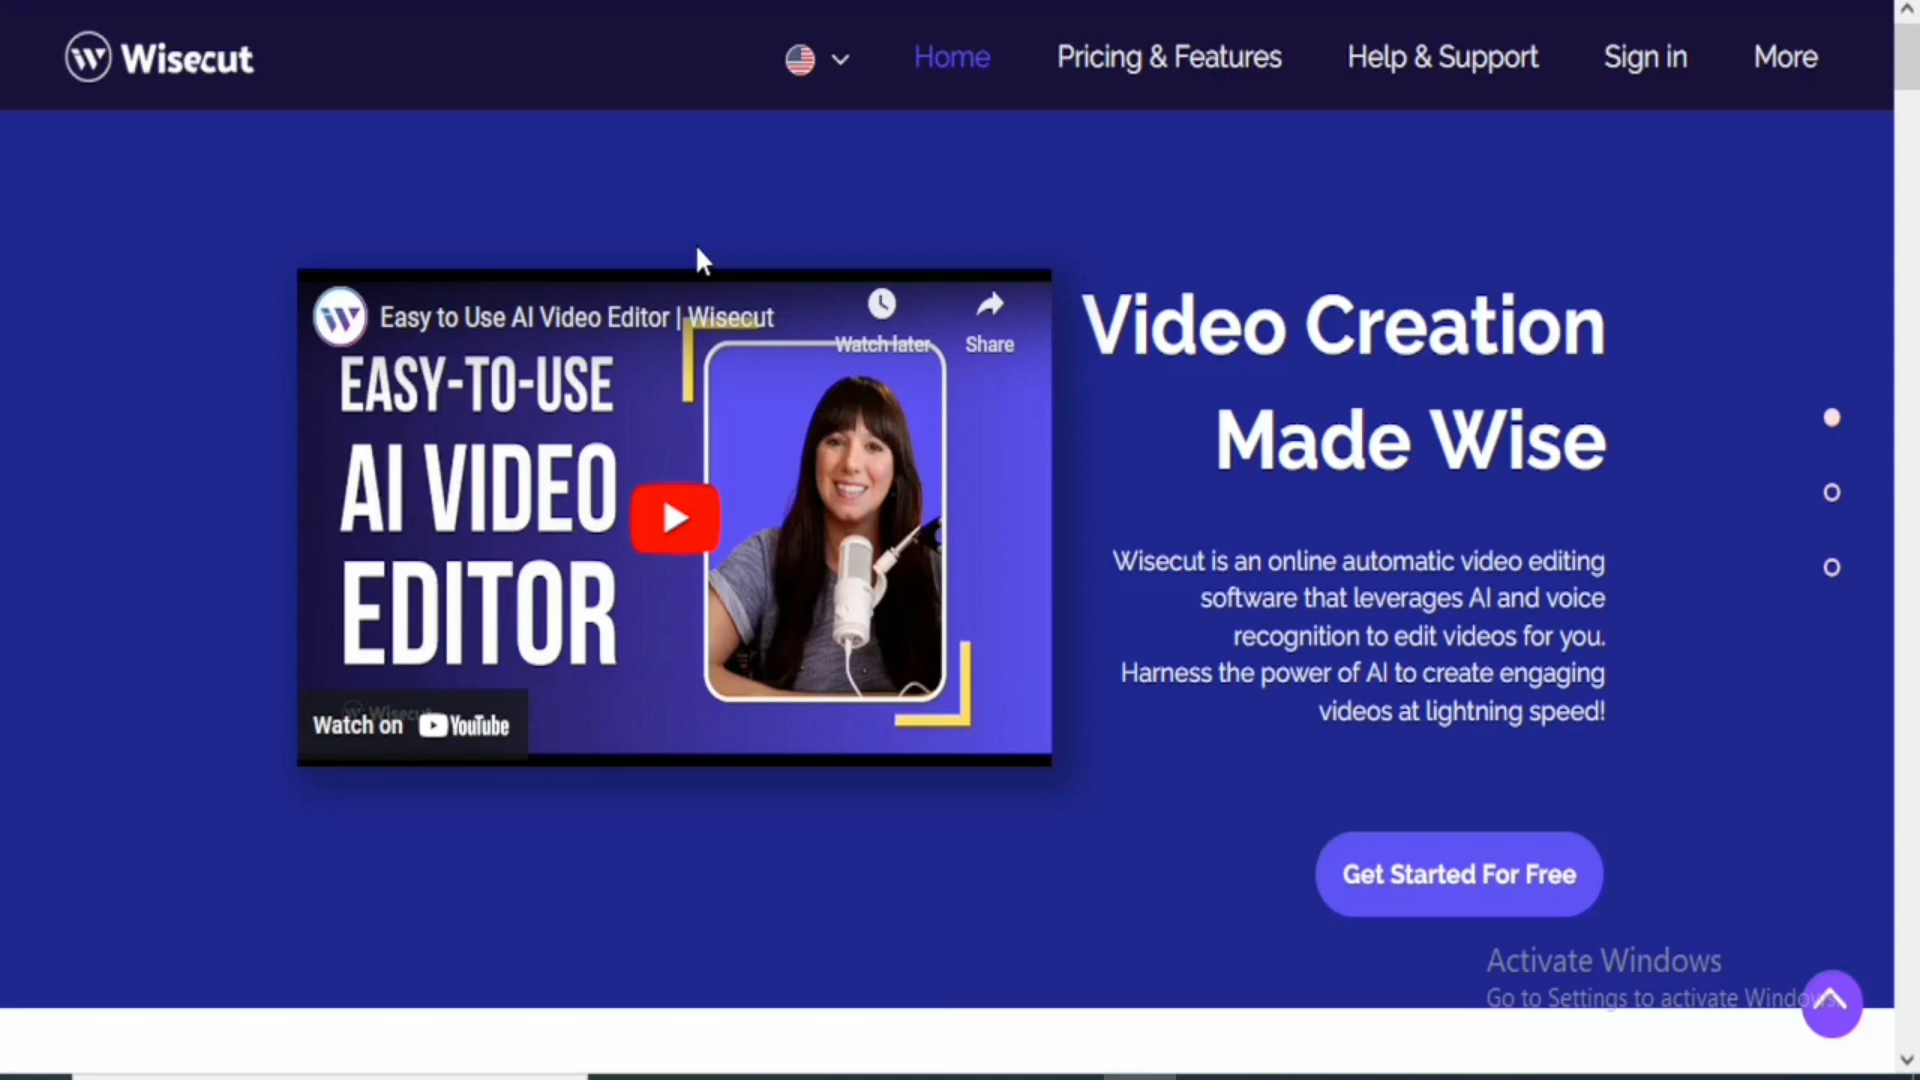 Wisecut
Home
Pricing & Features
Help & Support
Sign in
More
Easy to Use AI Video Editor | Wisecut
Watch later
Share
EASY-TO-USE
AI VIDEO
EDITOR
Wisecut
Watch on YouTube
Video Creation
Made Wise
Wisecut is an online automatic video editing
software that leverages AI and voice
recognition to edit videos for you.
Harness the power of AI to create engaging
videos at lightning speed!
Get Started For Free
Activate Windows
Go to Settings to activate Windows.